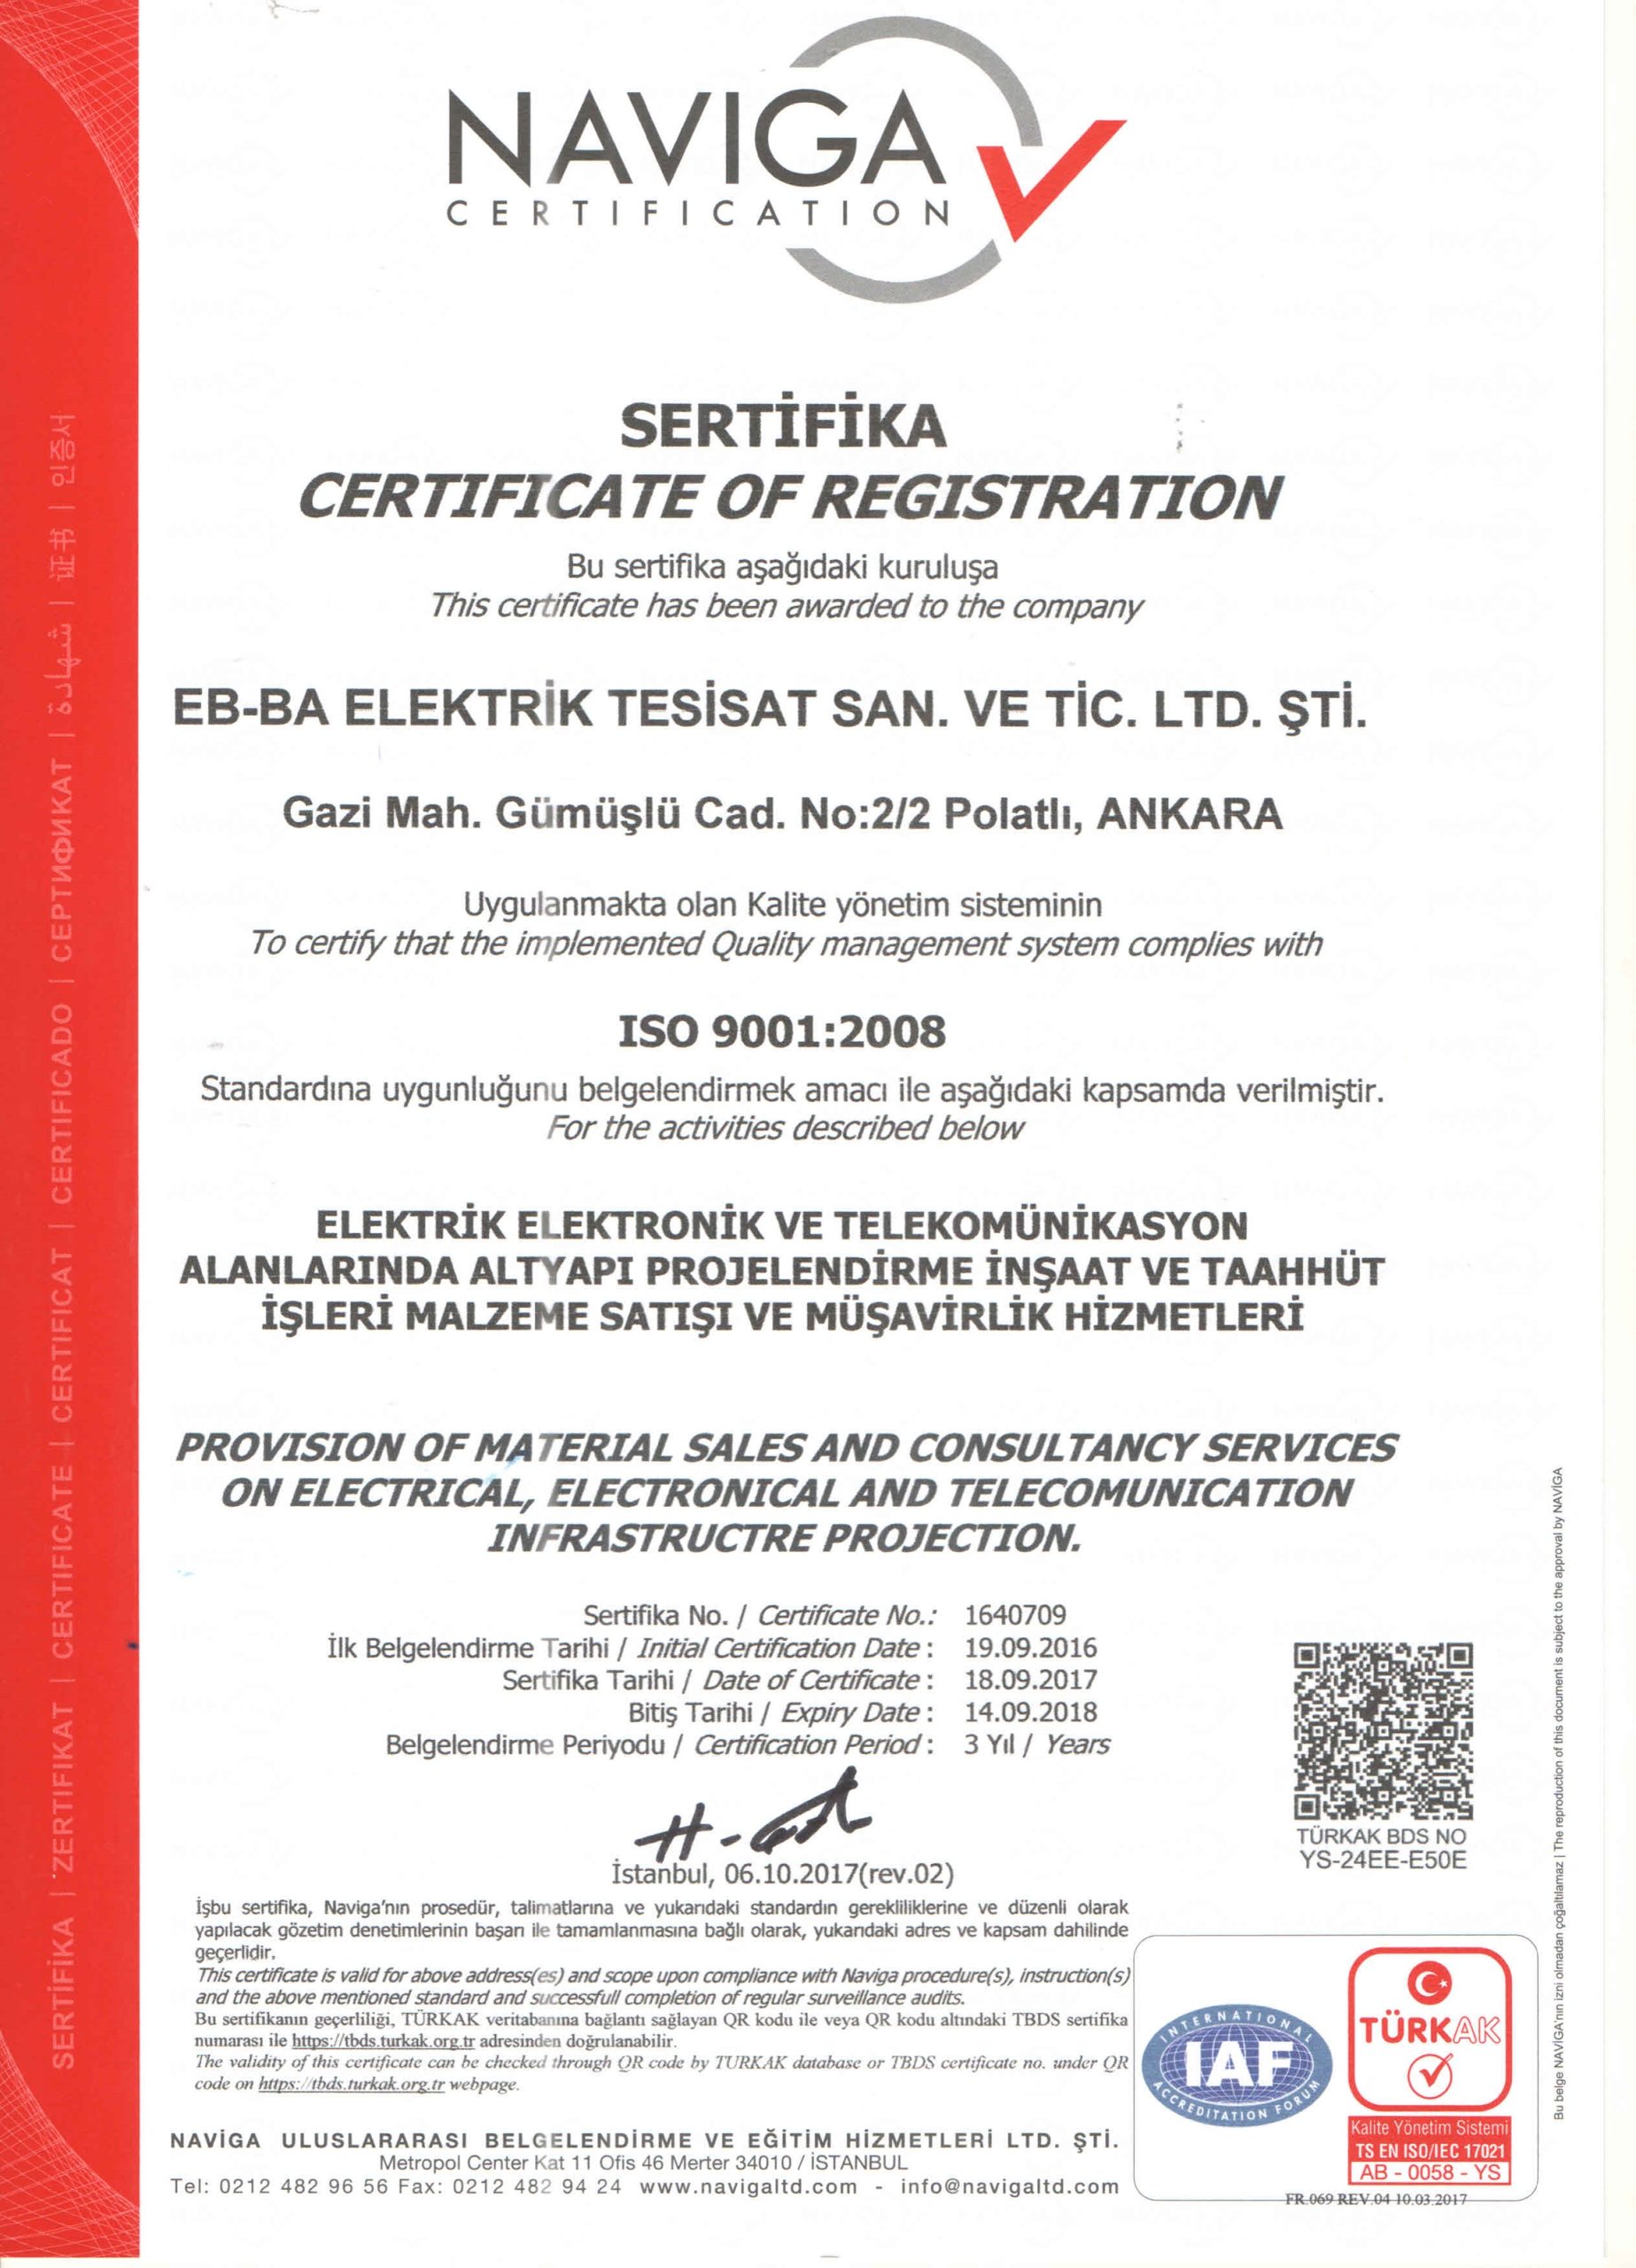 NAVIGA
CERTIFICATION
SERTİFİKA
CERTIFICATE OF REGISTRATION
Bu sertifika aşağıdaki kuruluşa
This certificate has been awarded to the company
EB-BA ELEKTRİK TESİSAT SAN. VE TİC. LTD. ŞTİ.
Gazi Mah. Gümüşlü Cad. No:2/2 Polatlı, ANKARA
Uygulanmakta olan Kalite yönetim sisteminin
To certify that the implemented Quality management system complies with
ISO 9001:2008
Standardına uygunluğunu belgelendirmek amacı ile aşağıdaki kapsamda verilmiştir.
For the activities described below
ELEKTRİK ELEKTRONİK VE TELEKOMÜNİKASYON
ALANLARINDA ALTYAPI PROJELENDİRME İNŞAAT VE TAAHHÜT
İŞLERİ MALZEME SATIŞI VE MÜŞAVİRLİK HİZMETLERİ
PROVISION OF MATERIAL SALES AND CONSULTANCY SERVICES
ON ELECTRICAL, ELECTRONICAL AND TELECOMUNICATION
INFRASTRUCTRE PROJECTION.
Sertifika No. / Certificate No.: 1640709
İlk Belgelendirme Tarihi / Initial Certification Date : 19.09.2016
Sertifika Tarihi / Date of Certificate : 18.09.2017
Bitiş Tarihi / Expiry Date : 14.09.2018
Belgelendirme Periyodu / Certification Period : 3 Yıl / Years
İstanbul, 06.10.2017(rev.02)
TÜRKAK BDS NO
YS-24EE-E50E
İşbu sertifika, Naviga'nın prosedür, talimatlarına ve yukarıdaki standardın gerekliliklerine ve düzenli olarak
yapılacak gözetim denetimlerinin başarı ile tamamlanmasına bağlı olarak, yukarıdaki adres ve kapsam dahilinde
geçerlidir.
This certificate is valid for above address(es) and scope upon compliance with Naviga procedure(s), instruction(s)
and the above mentioned standard and successfull completion of regular surveillance audits.
Bu sertifikanın geçerliliği, TÜRKAK veritabanına bağlantı sağlayan QR kodu ile veya QR kodu altındaki TBDS sertifika
numarası ile https://tbds.turkak.org.tr adresinden doğrulanabilir.
The validity of this certificate can be checked through QR code by TURKAK database or TBDS certificate no. under QR
code on https://tbds.turkak.org.tr webpage.
NAVİGA ULUSLARARASI BELGELENDİRME VE EĞİTİM HİZMETLERİ LTD. ŞTİ.
Metropol Center Kat 11 Ofis 46 Merter 34010 / İSTANBUL
Tel: 0212 482 96 56 Fax: 0212 482 94 24 www.navigaltd.com - info@navigaltd.com
INTERNATIONAL
IAF
ACCREDITATION FORUM
TÜRKAK
Kalite Yönetim Sistemi
TS EN ISO/IEC 17021
AB - 0058 - YS
FR.069 REV.04 10.03.2017
SERTİFİKA | ZERTIFIKAT | CERTIFICATE | CERTIFICAT | CERTIFICADO | СЕРТИФИКАТ | شهادة | 证书 | 인증서
Bu belge NAVİGA'nın izni olmadan çoğaltılamaz | The reproduction of this document is subject to the approval by NAVİGA